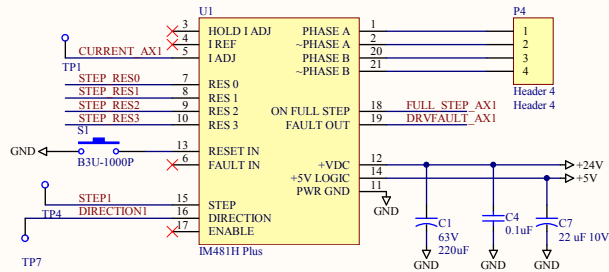 U1
P4
3 HOLD I ADJ PHASE A 1 1
4 I REF ~PHASE A 2 2
CURRENT_AX1 5 I ADJ PHASE B 20 3
TP1 ~PHASE B 21 4
STEP_RES0 7 RES 0 Header 4
STEP_RES1 8 RES 1 Header 4
STEP_RES2 9 RES 2 ON FULL STEP 18 FULL_STEP_AX1
STEP_RES3 10 RES 3 FAULT OUT 19 DRVFAULT_AX1
S1
GND 13 RESET IN
B3U-1000P 6 FAULT IN +VDC 12 +24V
+5V LOGIC 14 +5V
STEP1 15 STEP PWR GND 11
TP4 DIRECTION1 16 DIRECTION GND
17 ENABLE
TP7
IM481H Plus
C1
63V
220uF
C4
0.1uF
C7
22 uF 10V
GND
GND
GND